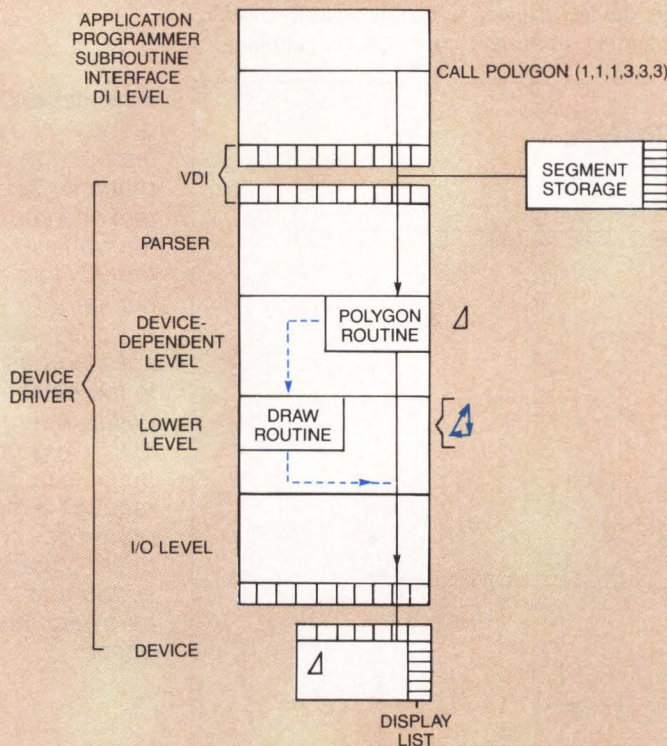 APPLICATION
PROGRAMMER
SUBROUTINE
INTERFACE
DI LEVEL
CALL POLYGON (1,1,1,3,3,3)
VDI
SEGMENT
STORAGE
PARSER
DEVICE-
DEPENDENT
LEVEL
POLYGON
ROUTINE
DEVICE
DRIVER
LOWER
LEVEL
DRAW
ROUTINE
I/O LEVEL
DEVICE
DISPLAY
LIST